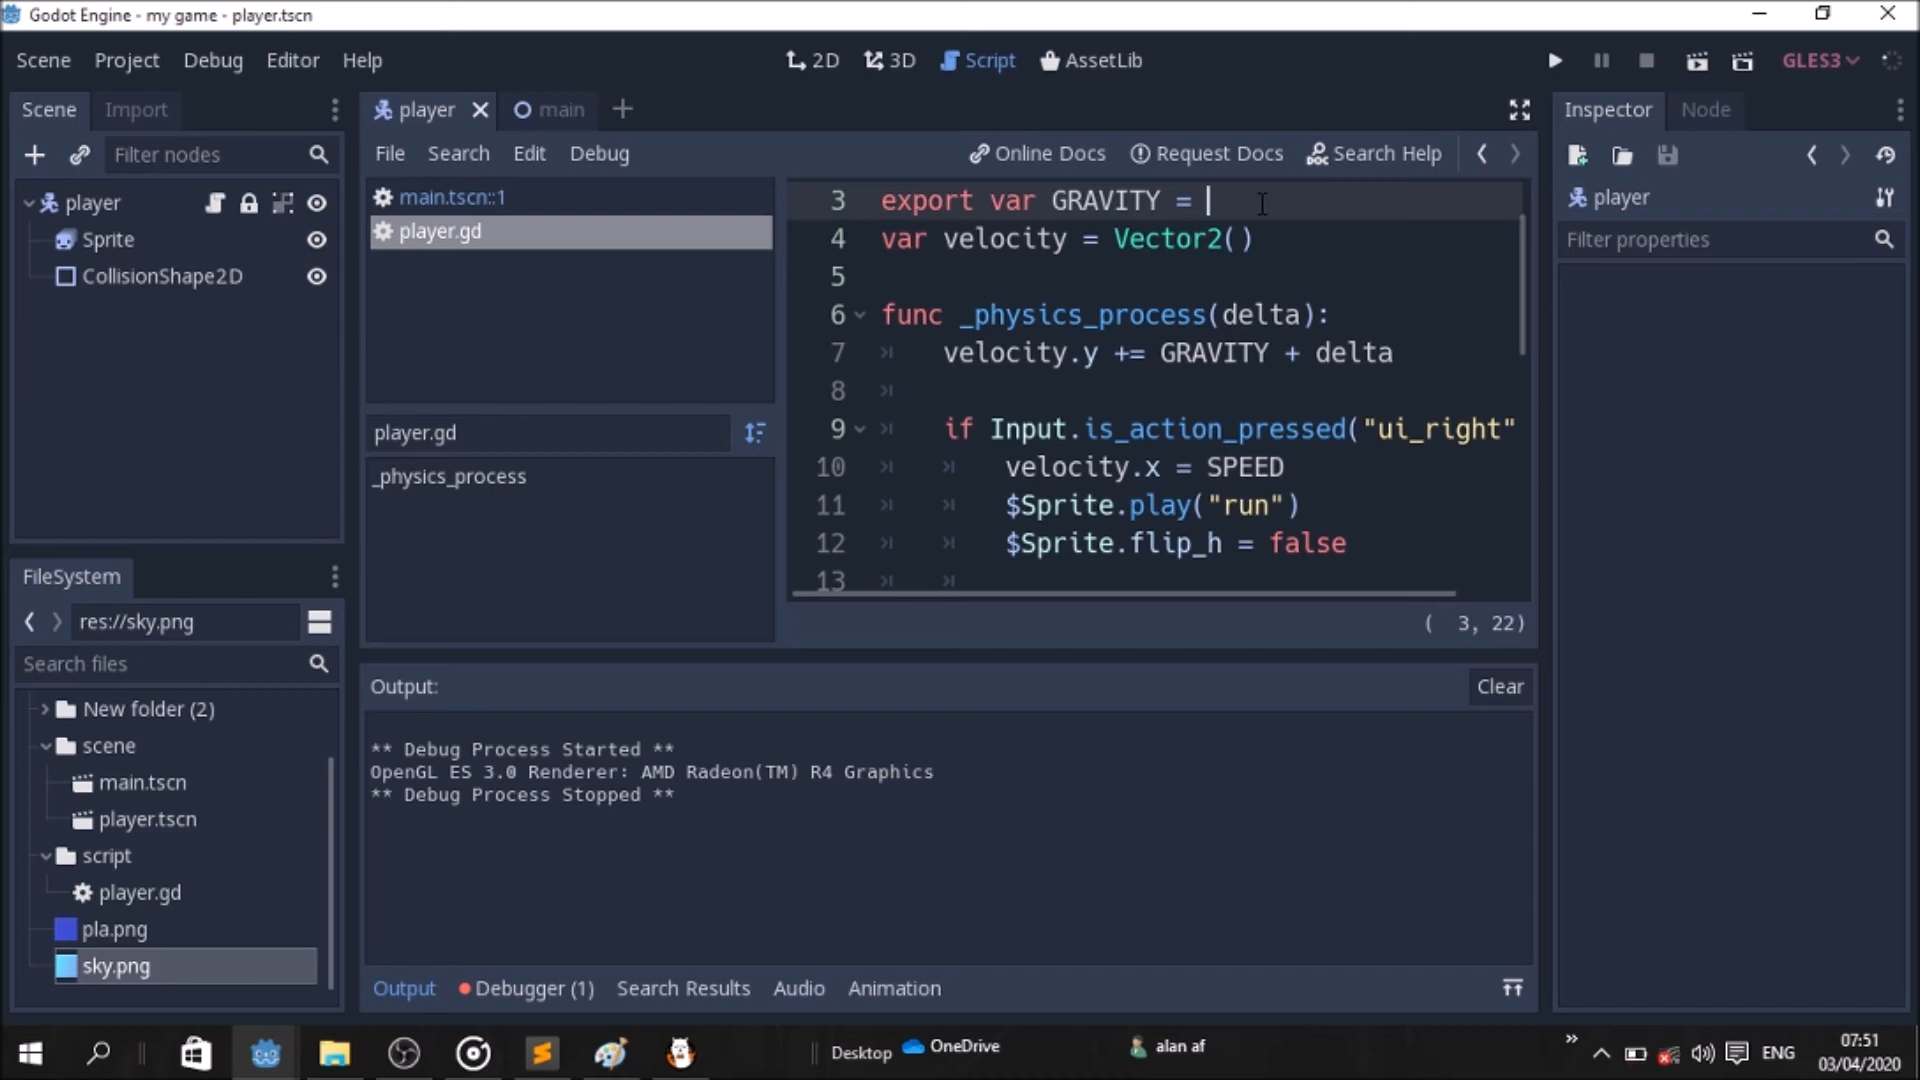 Godot Engine - my game - player.tscn
Scene Project Debug Editor Help
2D 3D Script AssetLib
GLES3
Scene Import
Filter nodes
player
Sprite
CollisionShape2D
FileSystem
res://sky.png
Search files
New folder (2)
scene
main.tscn
player.tscn
script
player.gd
pla.png
sky.png
player main
File Search Edit Debug
Online Docs Request Docs Search Help
main.tscn::1
player.gd
player.gd
_physics_process
3 export var GRAVITY =
4 var velocity = Vector2()
5
6 func _physics_process(delta):
7 velocity.y += GRAVITY + delta
8
9 if Input.is_action_pressed("ui_right"
10 velocity.x = SPEED
11 $Sprite.play("run")
12 $Sprite.flip_h = false
13
( 3, 22)
Output:
Clear
** Debug Process Started **
OpenGL ES 3.0 Renderer: AMD Radeon(TM) R4 Graphics
** Debug Process Stopped **
Output Debugger (1) Search Results Audio Animation
Inspector Node
player
Filter properties
Desktop OneDrive alan af
ENG
07:51
03/04/2020